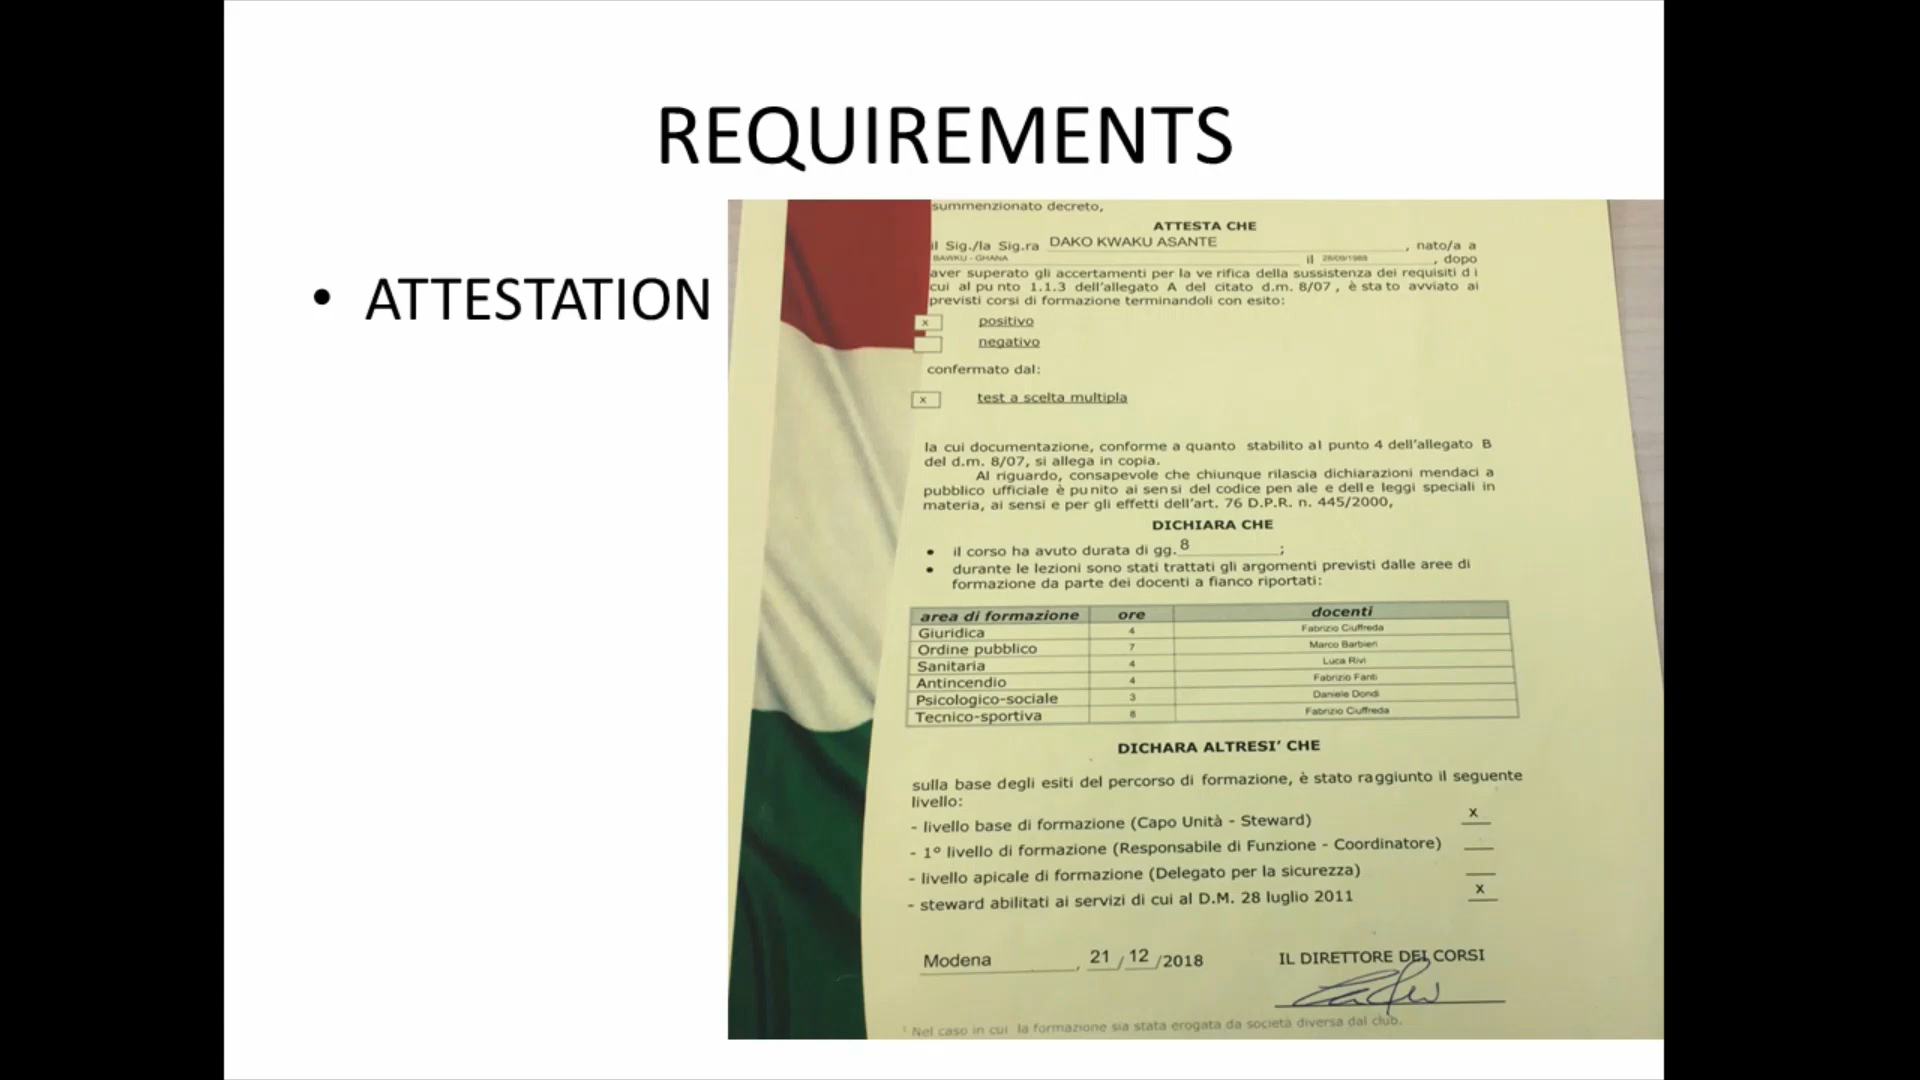 REQUIREMENTS
• ATTESTATION
summenzionato decreto,
ATTESTA CHE
il Sig./la Sig.ra DAKO KWAKU ASANTE , nato/a a
BAWKU - GHANA il 28/09/1988 , dopo
aver superato gli accertamenti per la ve rifica della sussistenza dei requisiti d i
cui al pu nto 1.1.3 dell'allegato A del citato d.m. 8/07 , è sta to avviato ai
previsti corsi di formazione terminandoli con esito:
x positivo
negativo
confermato dal:
x test a scelta multipla
la cui documentazione, conforme a quanto stabilito al punto 4 dell'allegato B
del d.m. 8/07, si allega in copia.
Al riguardo, consapevole che chiunque rilascia dichiarazioni mendaci a
pubblico ufficiale è pu nito ai sen si del codice pen ale e dell e leggi speciali in
materia, ai sensi e per gli effetti dell'art. 76 D.P.R. n. 445/2000,
DICHIARA CHE
• il corso ha avuto durata di gg. 8 ;
• durante le lezioni sono stati trattati gli argomenti previsti dalle aree di
formazione da parte dei docenti a fianco riportati:
area di formazione ore docenti
Giuridica 4 Fabrizio Ciuffreda
Ordine pubblico 7 Marco Barbieri
Sanitaria 4 Luca Rivi
Antincendio 4 Fabrizio Fanti
Psicologico-sociale 3 Daniele Dondi
Tecnico-sportiva Fabrizio Ciuffreda
DICHARA ALTRESI' CHE
sulla base degli esiti del percorso di formazione, è stato raggiunto il seguente
livello:
- livello base di formazione (Capo Unità - Steward) x
- 1° livello di formazione (Responsabile di Funzione - Coordinatore)
- livello apicale di formazione (Delegato per la sicurezza)
- steward abilitati ai servizi di cui al D.M. 28 luglio 2011 x
Modena , 21 / 12 /2018 IL DIRETTORE DEI CORSI
¹ Nel caso in cui la formazione sia stata erogata da società diversa dal club.